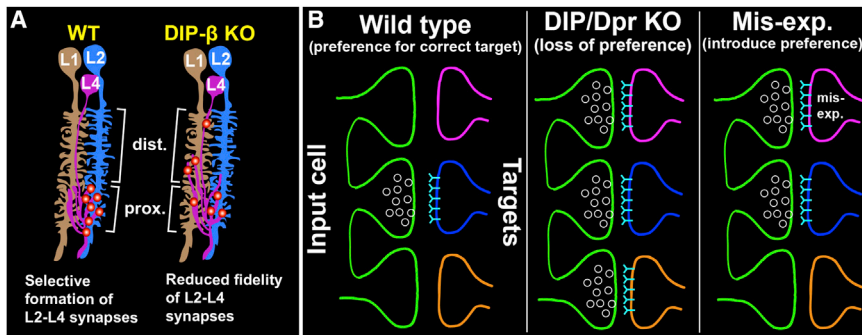 A
WT
DIP-β KO
L1
L2
L4
L1
L2
L4
dist.
prox.
Selective
formation of
L2-L4 synapses
Reduced fidelity
of L2-L4
synapses
B
Wild type
(preference for correct
target)
DIP/Dpr KO
(loss of preference)
Mis-exp.
(introduce preference)
Input cell
Targets
mis-
exp.